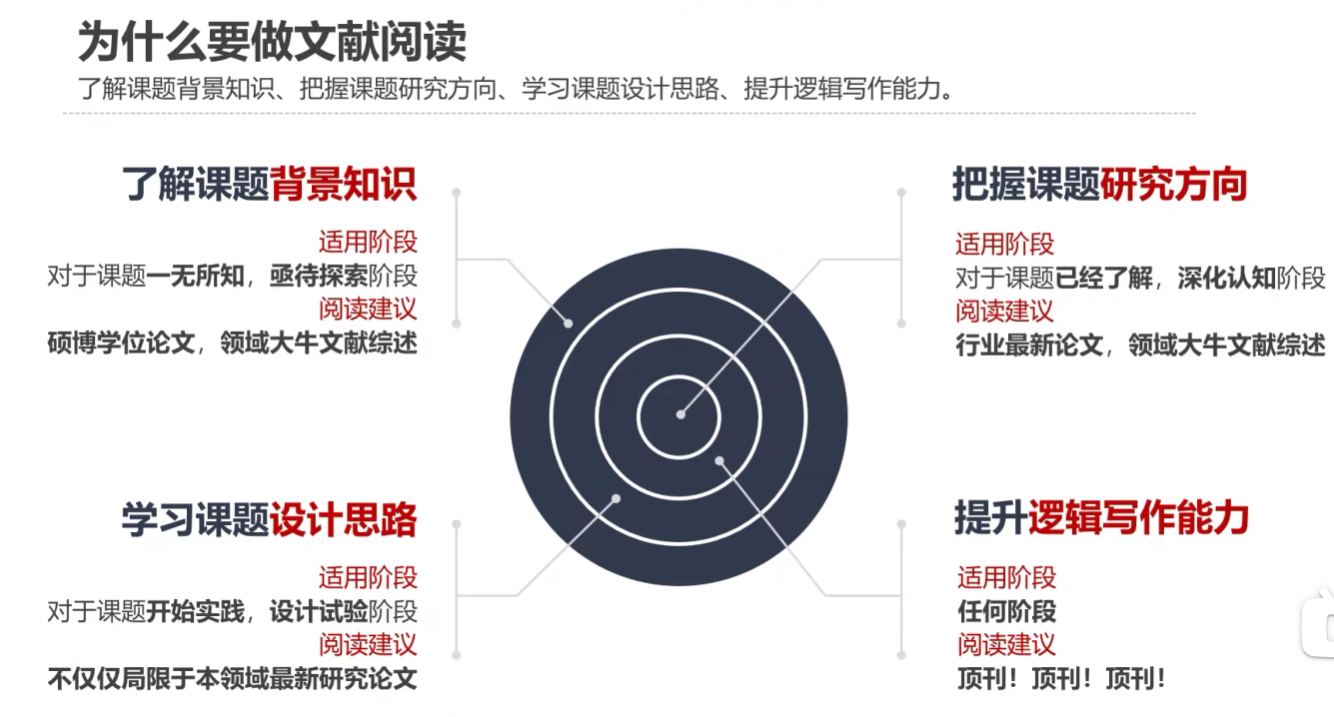 为什么要做文献阅读
了解课题背景知识、把握课题研究方向、学习课题设计思路、提升逻辑写作能力。
了解课题背景知识
适用阶段
对于课题一无所知，亟待探索阶段
阅读建议
硕博学位论文，领域大牛文献综述
把握课题研究方向
适用阶段
对于课题已经了解，深化认知阶段
阅读建议
行业最新论文，领域大牛文献综述
学习课题设计思路
适用阶段
对于课题开始实践，设计试验阶段
阅读建议
不仅仅局限于本领域最新研究论文
提升逻辑写作能力
适用阶段
任何阶段
阅读建议
顶刊！顶刊！顶刊！